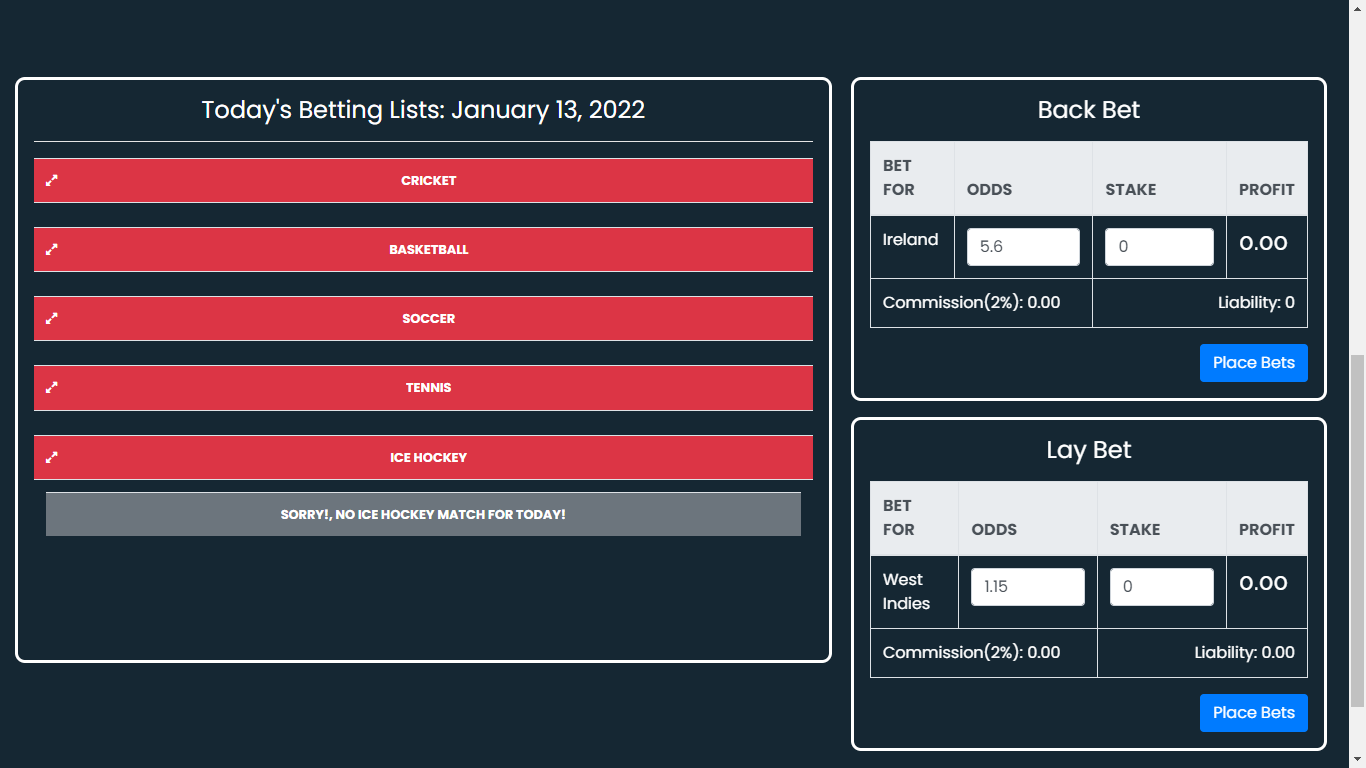 Today's Betting Lists: January 13, 2022
CRICKET
BASKETBALL
SOCCER
TENNIS
ICE HOCKEY
SORRY!, NO ICE HOCKEY MATCH FOR TODAY!
Back Bet
BET
FOR ODDS STAKE PROFIT
Ireland 5.6 0 0.00
Commission(2%): 0.00 Liability: 0
Place Bets
Lay Bet
BET
FOR ODDS STAKE PROFIT
West 1.15 0 0.00
Indies
Commission(2%): 0.00 Liability: 0.00
Place Bets